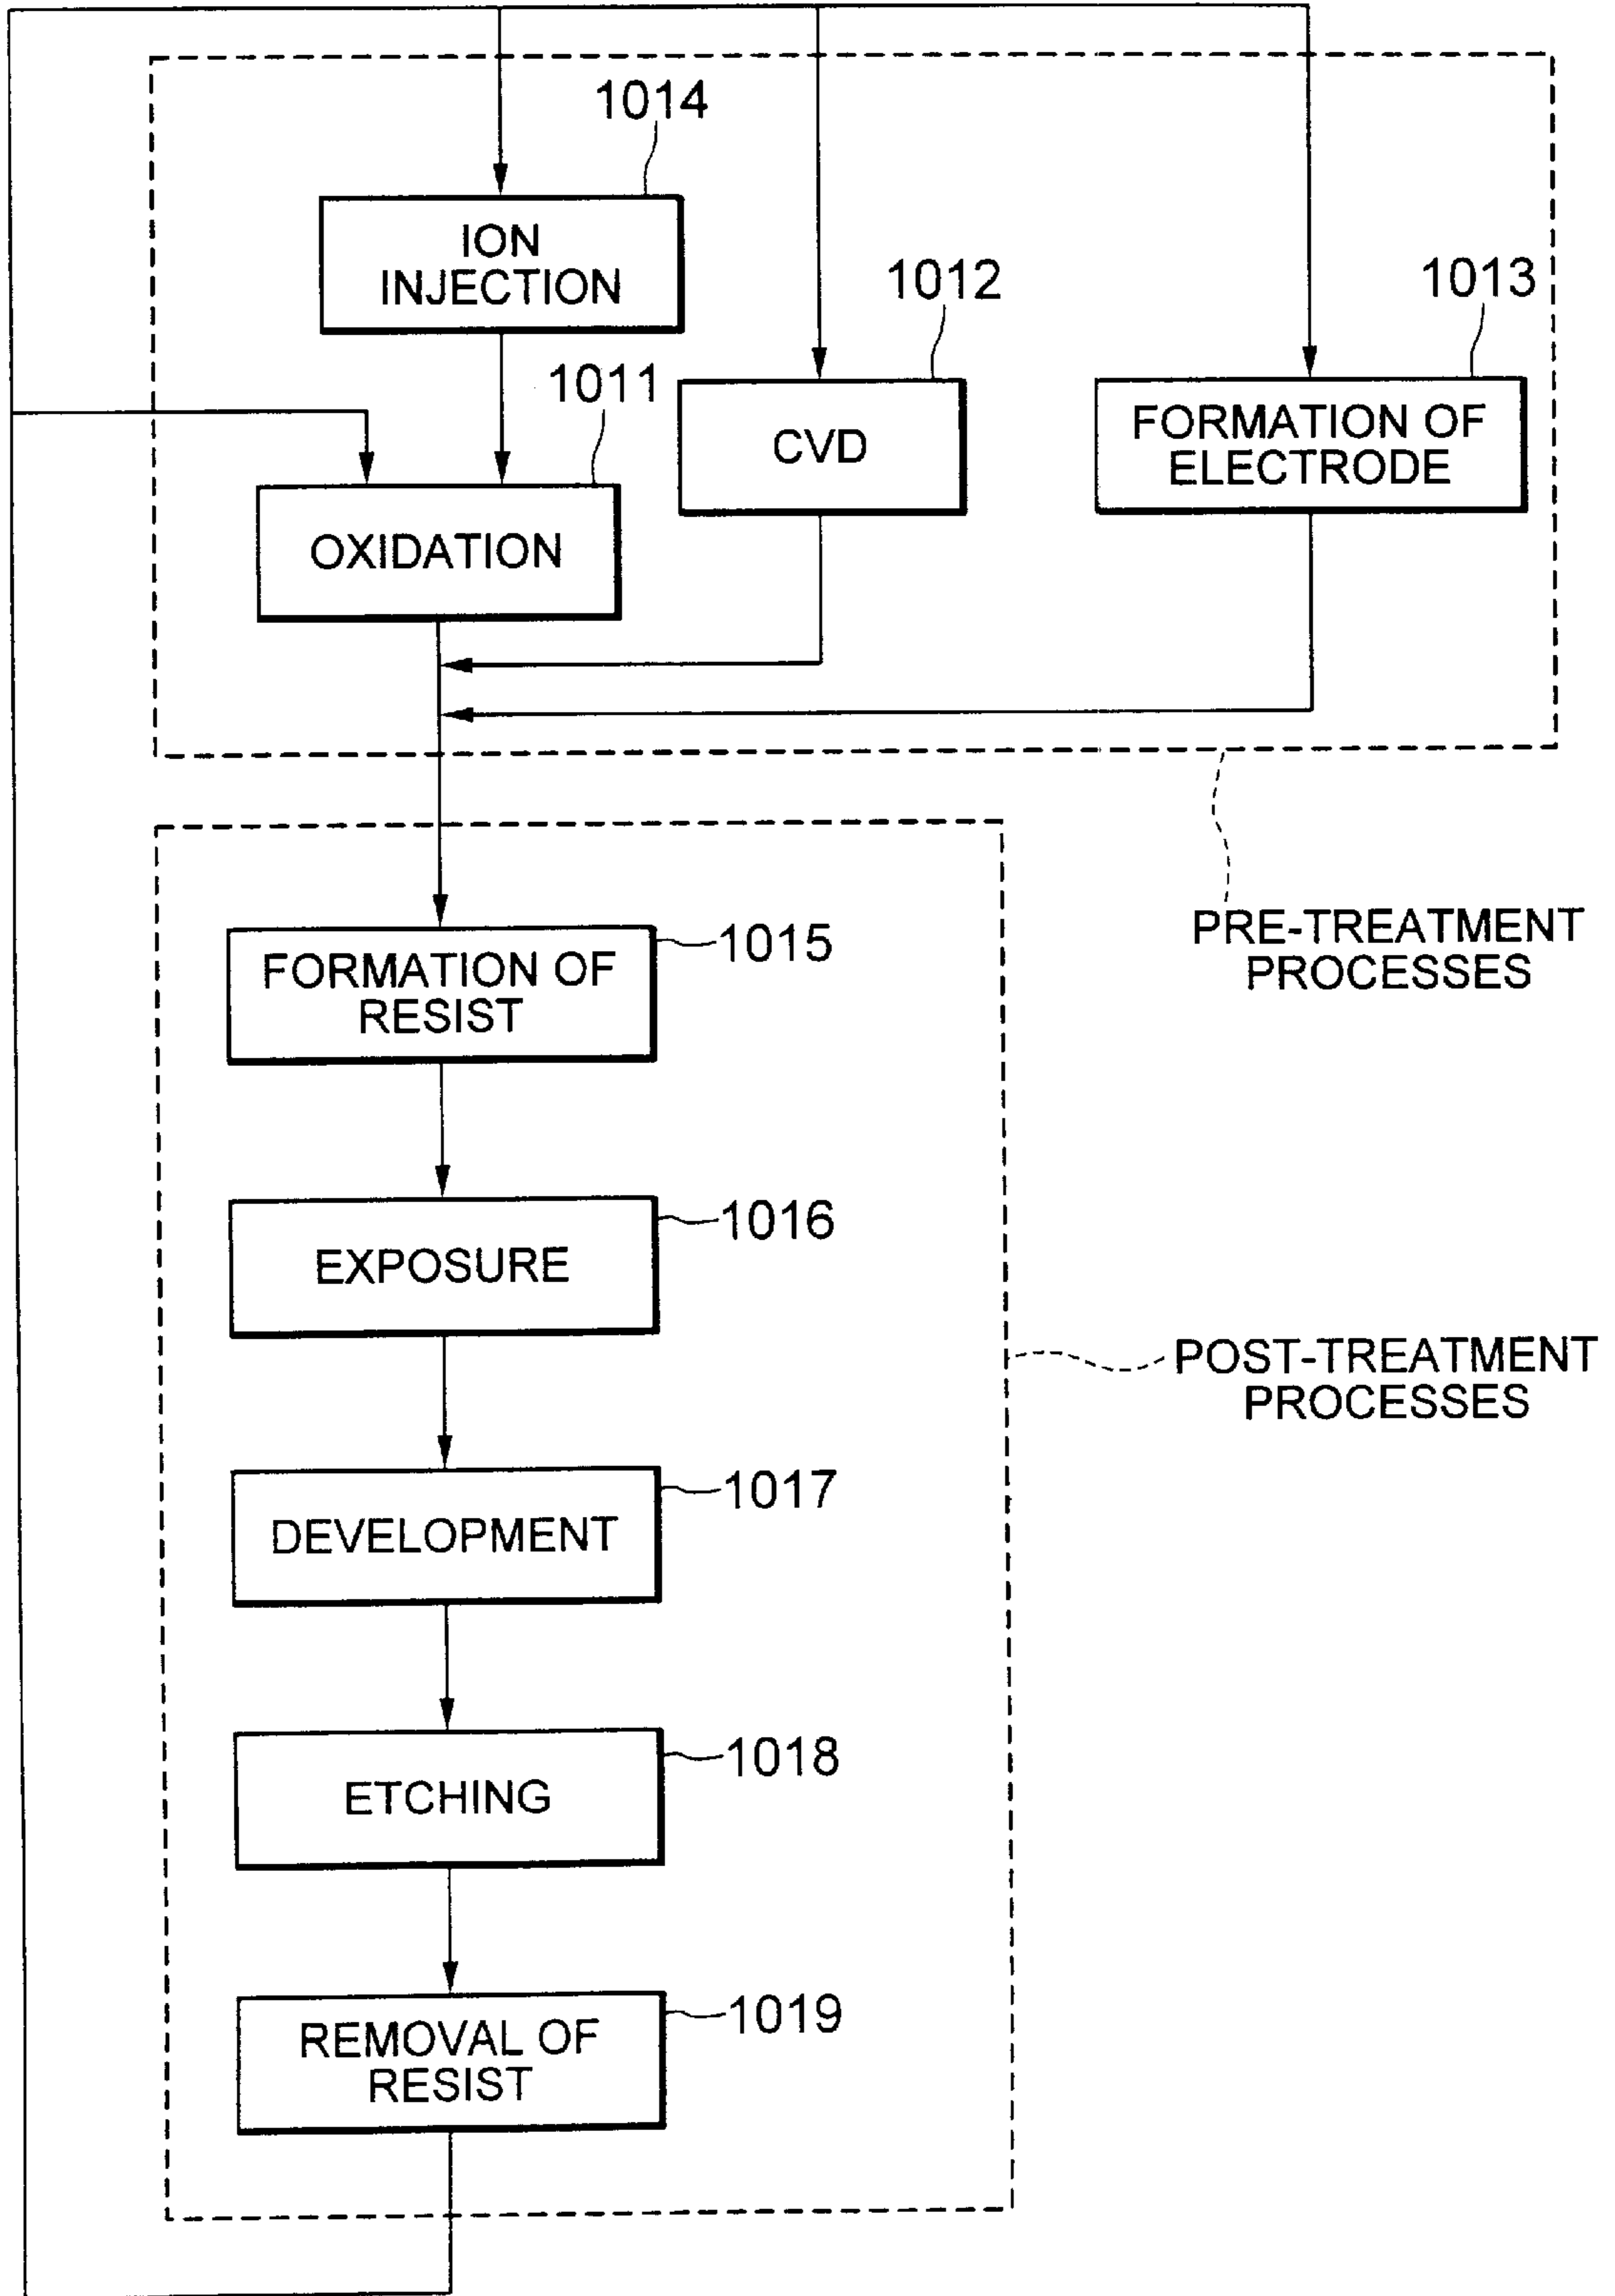 1014
ION
INJECTION
1012
1013
1011
CVD
FORMATION OF
ELECTRODE
OXIDATION
PRE-TREATMENT
PROCESSES
1015
FORMATION OF
RESIST
1016
EXPOSURE
POST-TREATMENT
PROCESSES
1017
DEVELOPMENT
1018
ETCHING
1019
REMOVAL OF
RESIST